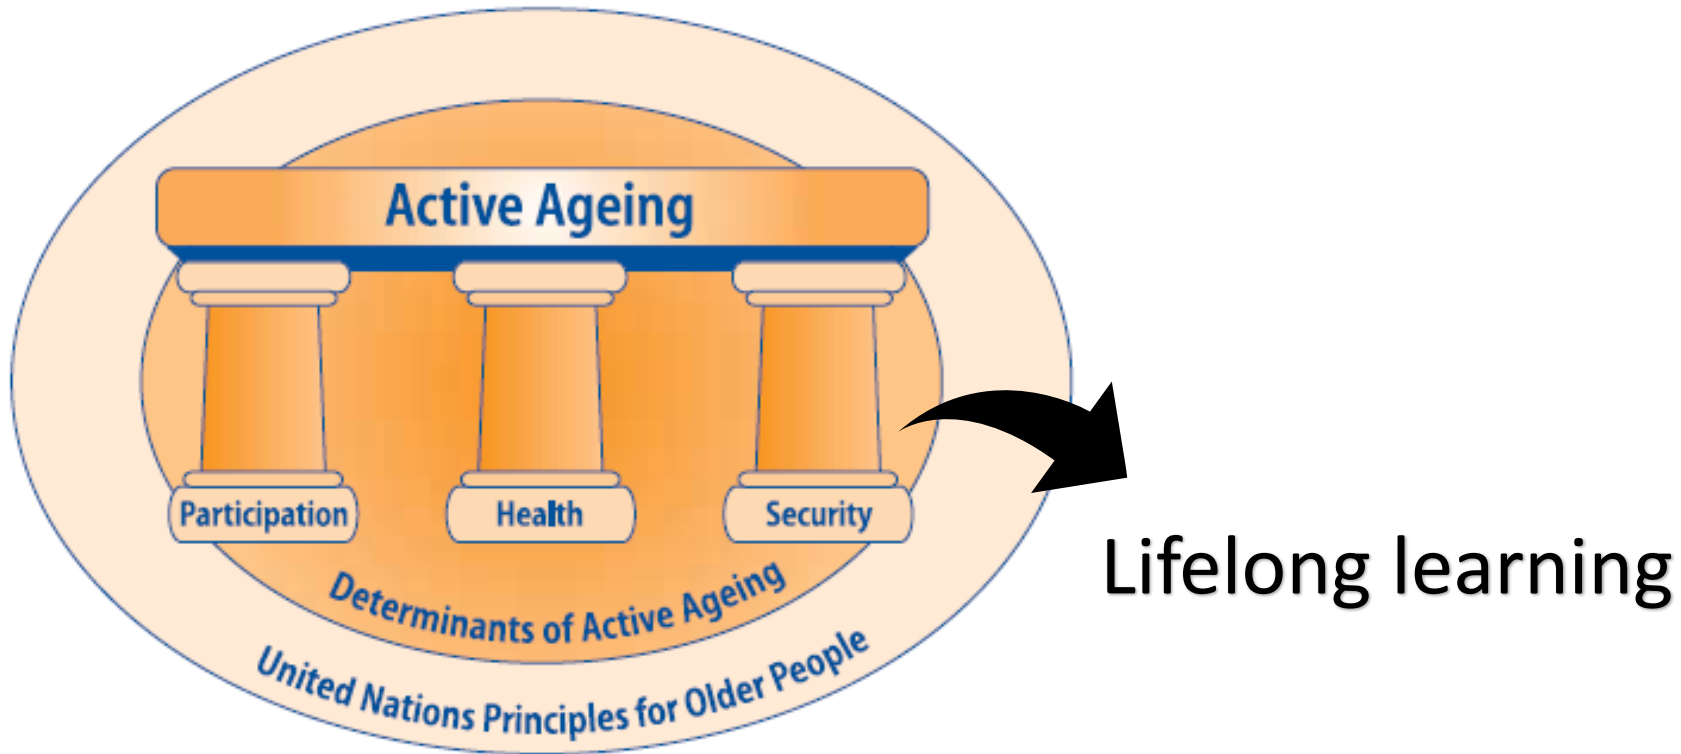 Active Ageing
Participation
Health
Security
Determinants of Active Ageing
United Nations Principles for Older People
Lifelong learning